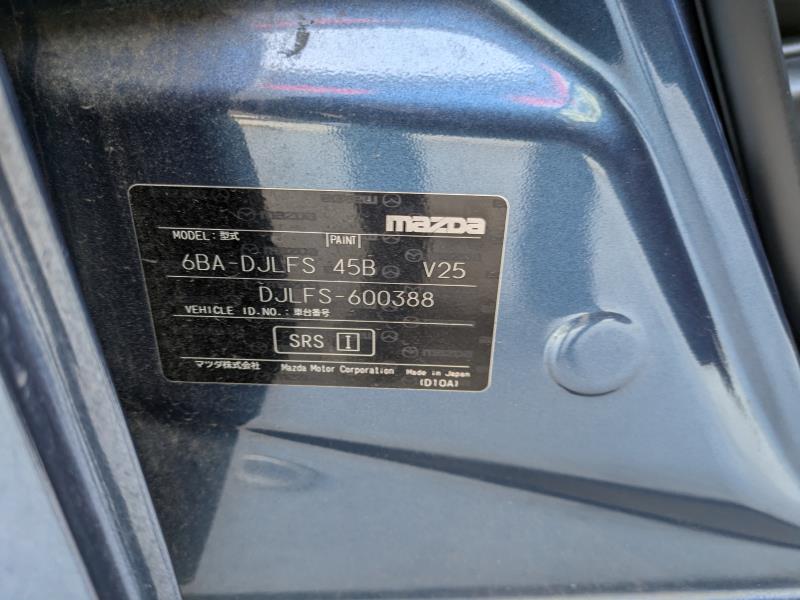 mazda
MODEL : 型式 PAINT
6BA-DJLFS 45B V25
DJLFS-600388
VEHICLE ID.NO. : 車台番号
SRS I
マツダ株式会社 Mazda Motor Corporation Made in Japan
(D10A)